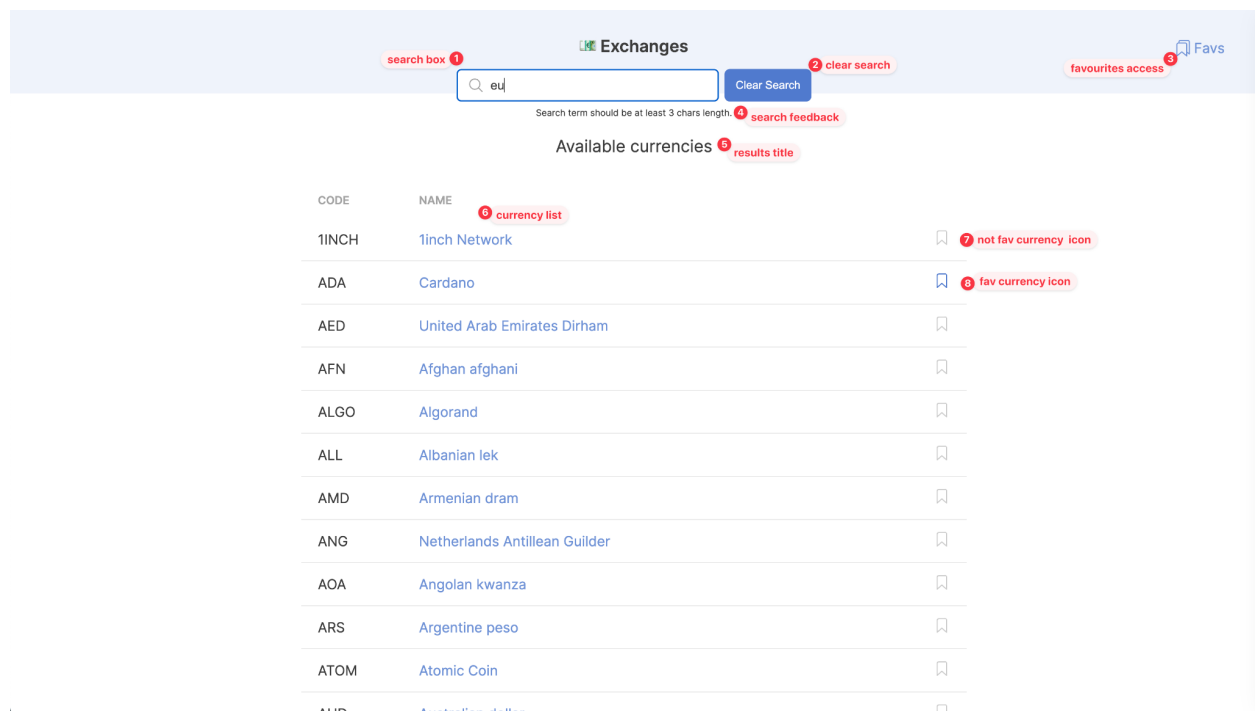 Exchanges
Favs
search box 1
2 clear search
3
favourites access
eu
Clear Search
Search term should be at least 3 chars length.
4 search feedback
Available currencies
5 results title
CODE NAME
6 currency list
1INCH 1inch Network
7 not fav currency icon
ADA Cardano
8 fav currency icon
AED United Arab Emirates Dirham
AFN Afghan afghani
ALGO Algorand
ALL Albanian lek
AMD Armenian dram
ANG Netherlands Antillean Guilder
AOA Angolan kwanza
ARS Argentine peso
ATOM Atomic Coin